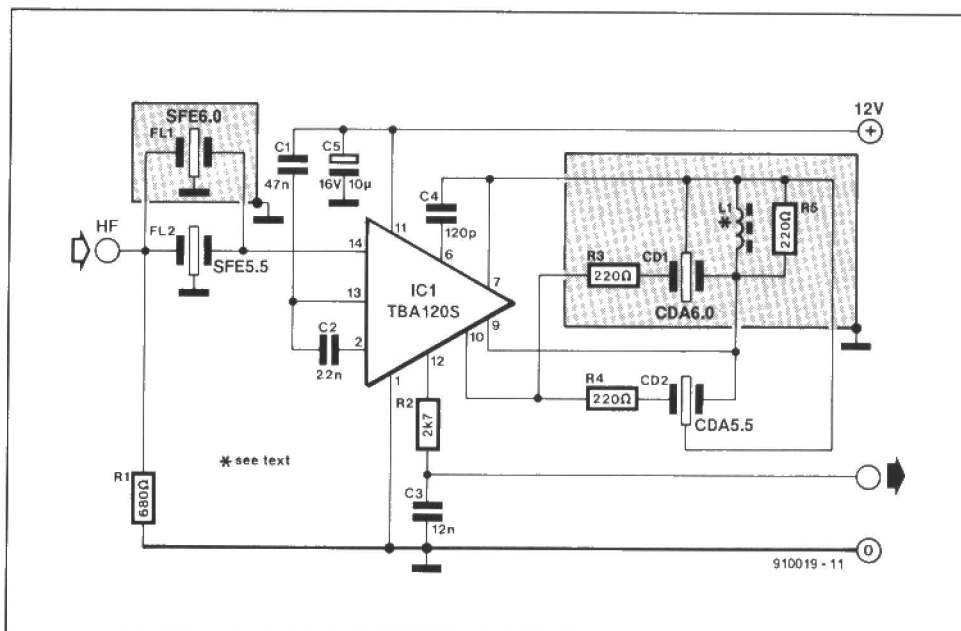 SFE6.0
FL1
HF
FL2
SFE5.5
R1
680Ω
C1
47n
C5
16V 10µ
C4
120p
11
6
14
13
2
1
12
10
9
7
IC1
TBA120S
C2
22n
R2
2k7
C3
12n
12V
+
L1
*
R5
220Ω
R3
220Ω
CD1
CDA6.0
R4
220Ω
CD2
CDA5.5
* see text
0
910019 - 11